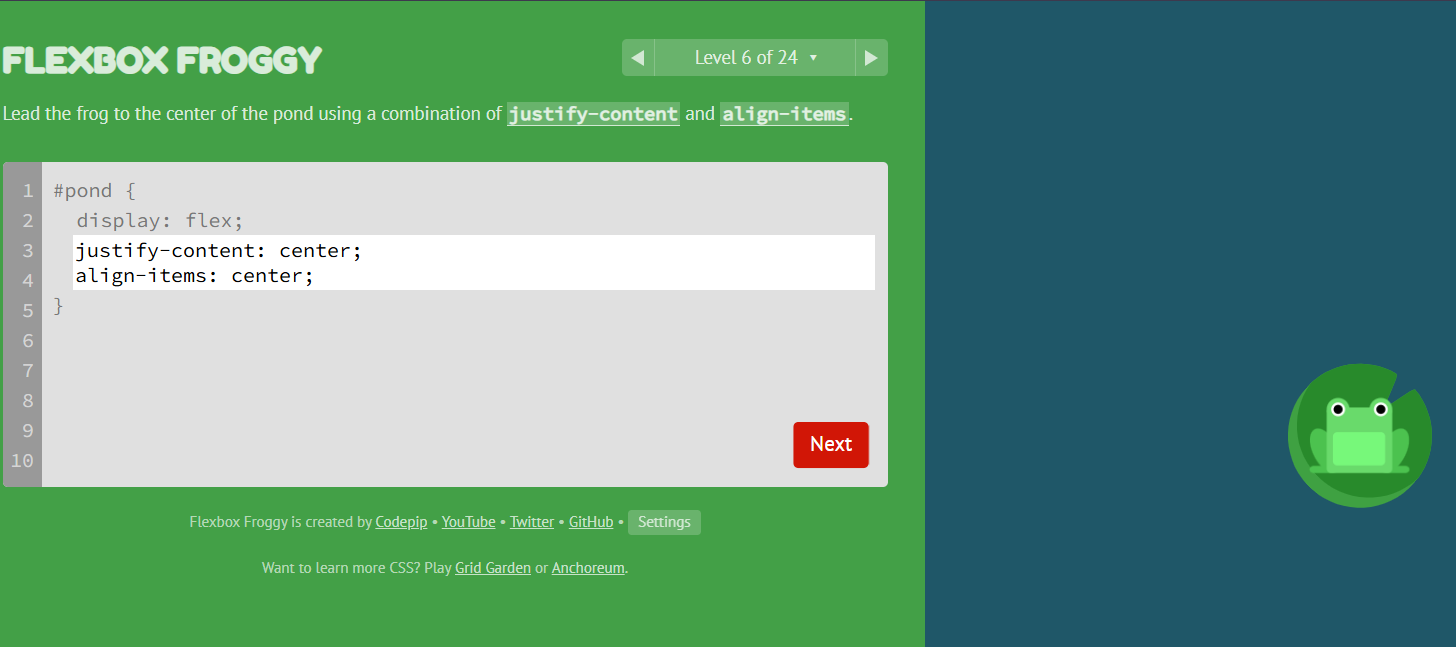 FLEXBOX FROGGY
◀ Level 6 of 24 ▾ ▶
Lead the frog to the center of the pond using a combination of justify-content and align-items.
1 #pond {
2 display: flex;
3 justify-content: center;
4 align-items: center;
5 }
6
7
8
9
10
Next
Flexbox Froggy is created by Codepip • YouTube • Twitter • GitHub • Settings
Want to learn more CSS? Play Grid Garden or Anchoreum.